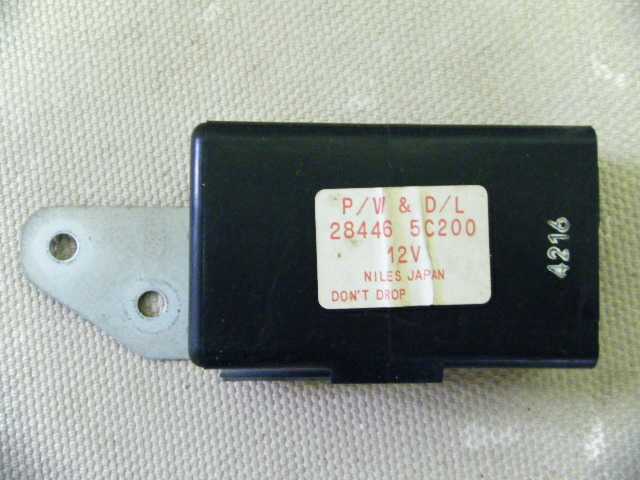 P/W & D/L
28446 5C200
12V
NILES JAPAN
DON'T DROP
4216